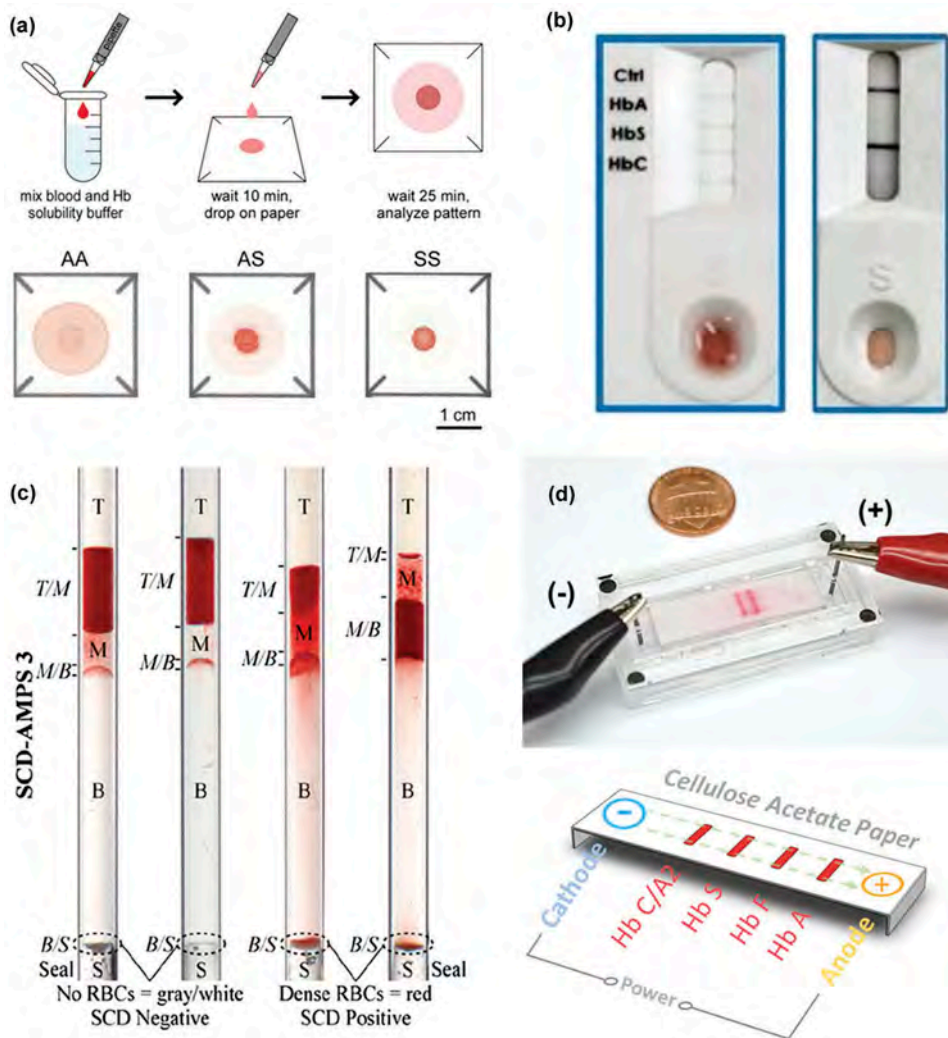 (a)
pipette
mix blood and Hb
solubility buffer
wait 10 min,
drop on paper
wait 25 min,
analyze pattern
AA
AS
SS
1 cm
(b)
Ctrl
HbA
HbS
HbC
S
(c)
SCD-AMPS 3
T
T
T
T
T/M
T/M
T/M
T/M
M
M
M
M
M/B
M/B
M/B
B
B
B
B
B/S
B/S
B/S
B/S
Seal
S
S
S
S
Seal
No RBCs = gray/white
SCD Negative
Dense RBCs = red
SCD Positive
(d)
(+)
(-)
Cellulose Acetate Paper
-
+
Cathode
Hb C/A2
Hb S
Hb F
Hb A
Anode
Power